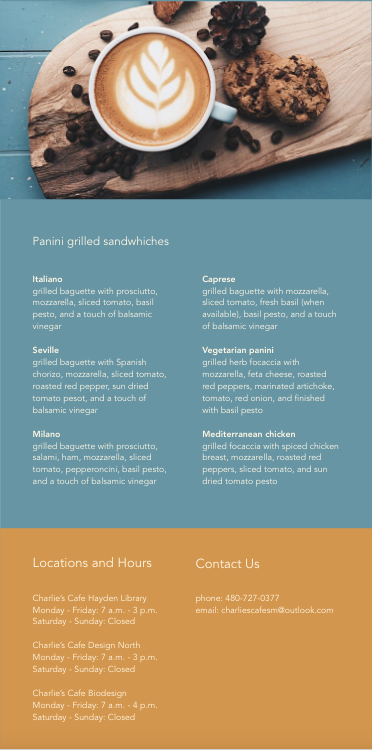 Panini grilled sandwhiches
Italiano
grilled baguette with prosciutto,
mozzarella, sliced tomato, basil
pesto, and a touch of balsamic
vinegar
Seville
grilled baguette with Spanish
chorizo, mozzarella, sliced tomato,
roasted red pepper, sun dried
tomato pesot, and a touch of
balsamic vinegar
Milano
grilled baguette with prosciutto,
salami, ham, mozzarella, sliced
tomato, pepperoncini, basil pesto,
and a touch of balsamic vinegar
Caprese
grilled baguette with mozzarella,
sliced tomato, fresh basil (when
available), basil pesto, and a touch
of balsamic vinegar
Vegetarian panini
grilled herb focaccia with
mozzarella, feta cheese, roasted
red peppers, marinated artichoke,
tomato, red onion, and finished
with basil pesto
Mediterranean chicken
grilled focaccia with spiced chicken
breast, mozzarella, roasted red
peppers, sliced tomato, and sun
dried tomato pesto
Locations and Hours
Charlie's Cafe Hayden Library
Monday - Friday: 7 a.m. - 3 p.m.
Saturday - Sunday: Closed
Charlie's Cafe Design North
Monday - Friday: 7 a.m. - 3 p.m.
Saturday - Sunday: Closed
Charlie's Cafe Biodesign
Monday - Friday: 7 a.m. - 4 p.m.
Saturday - Sunday: Closed
Contact Us
phone: 480-727-0377
email: charliescafesm@outlook.com